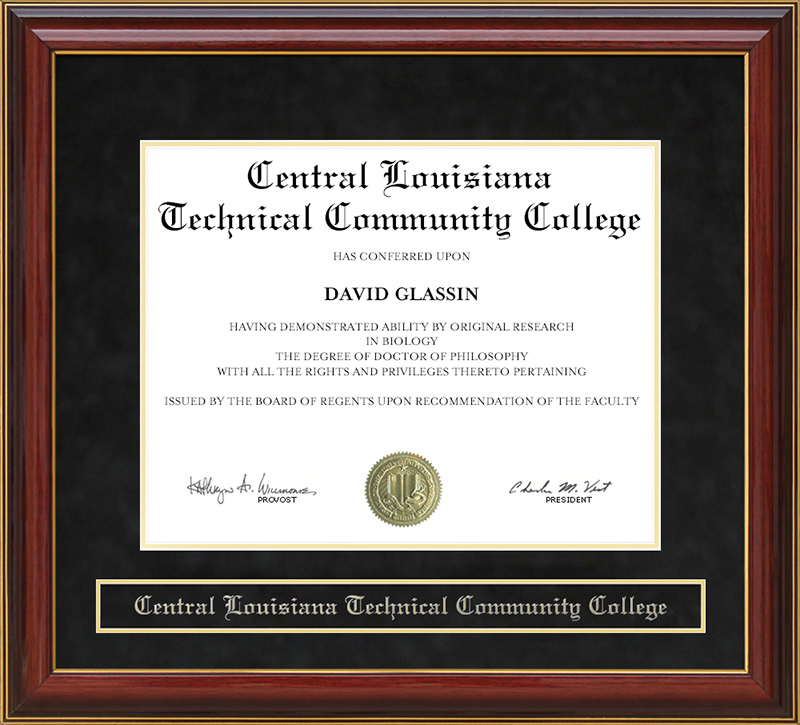 Central Louisiana
Technical Community College
HAS CONFERRED UPON
DAVID GLASSIN
HAVING DEMONSTRATED ABILITY BY ORIGINAL RESEARCH
IN BIOLOGY
THE DEGREE OF DOCTOR OF PHILOSOPHY
WITH ALL THE RIGHTS AND PRIVILEGES THERETO PERTAINING
ISSUED BY THE BOARD OF REGENTS UPON RECOMMENDATION OF THE FACULTY
PROVOST
Charles M. Vest
PRESIDENT
Central Louisiana Technical Community College